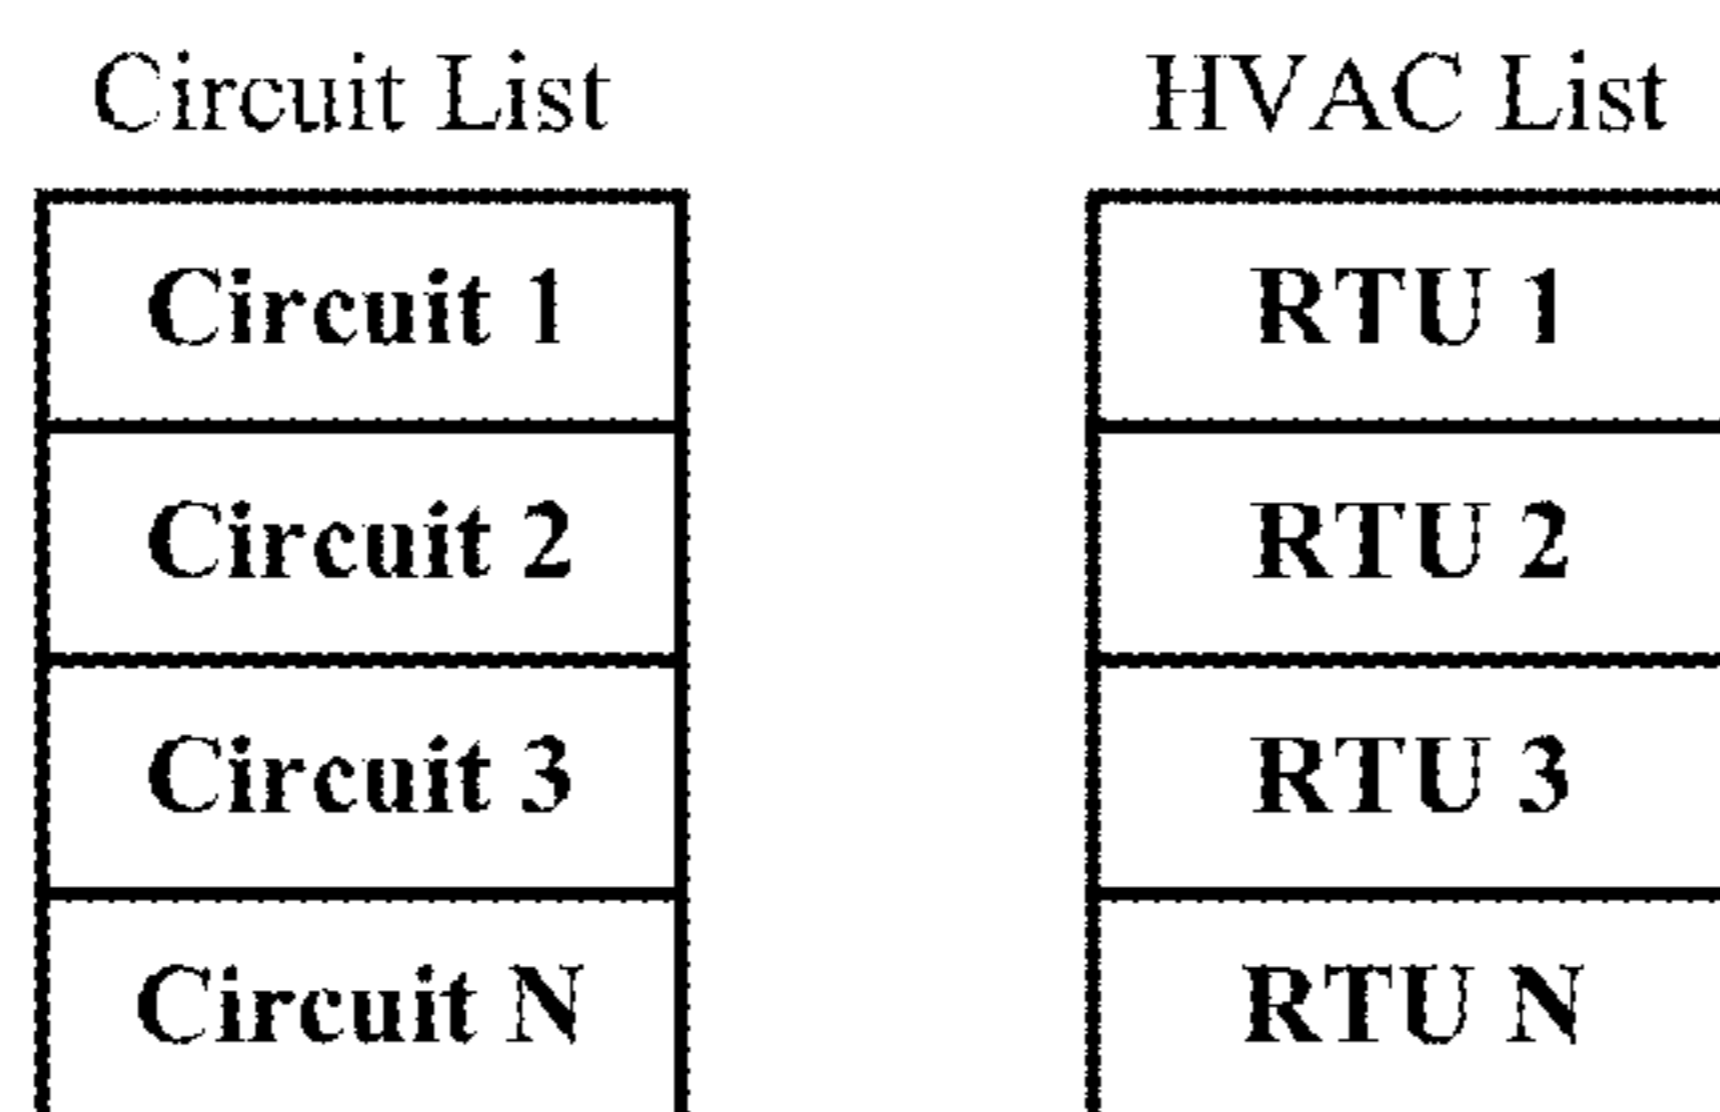 Circuit List
Circuit 1
Circuit 2
Circuit 3
Circuit N
HVAC List
RTU 1
RTU 2
RTU 3
RTU N